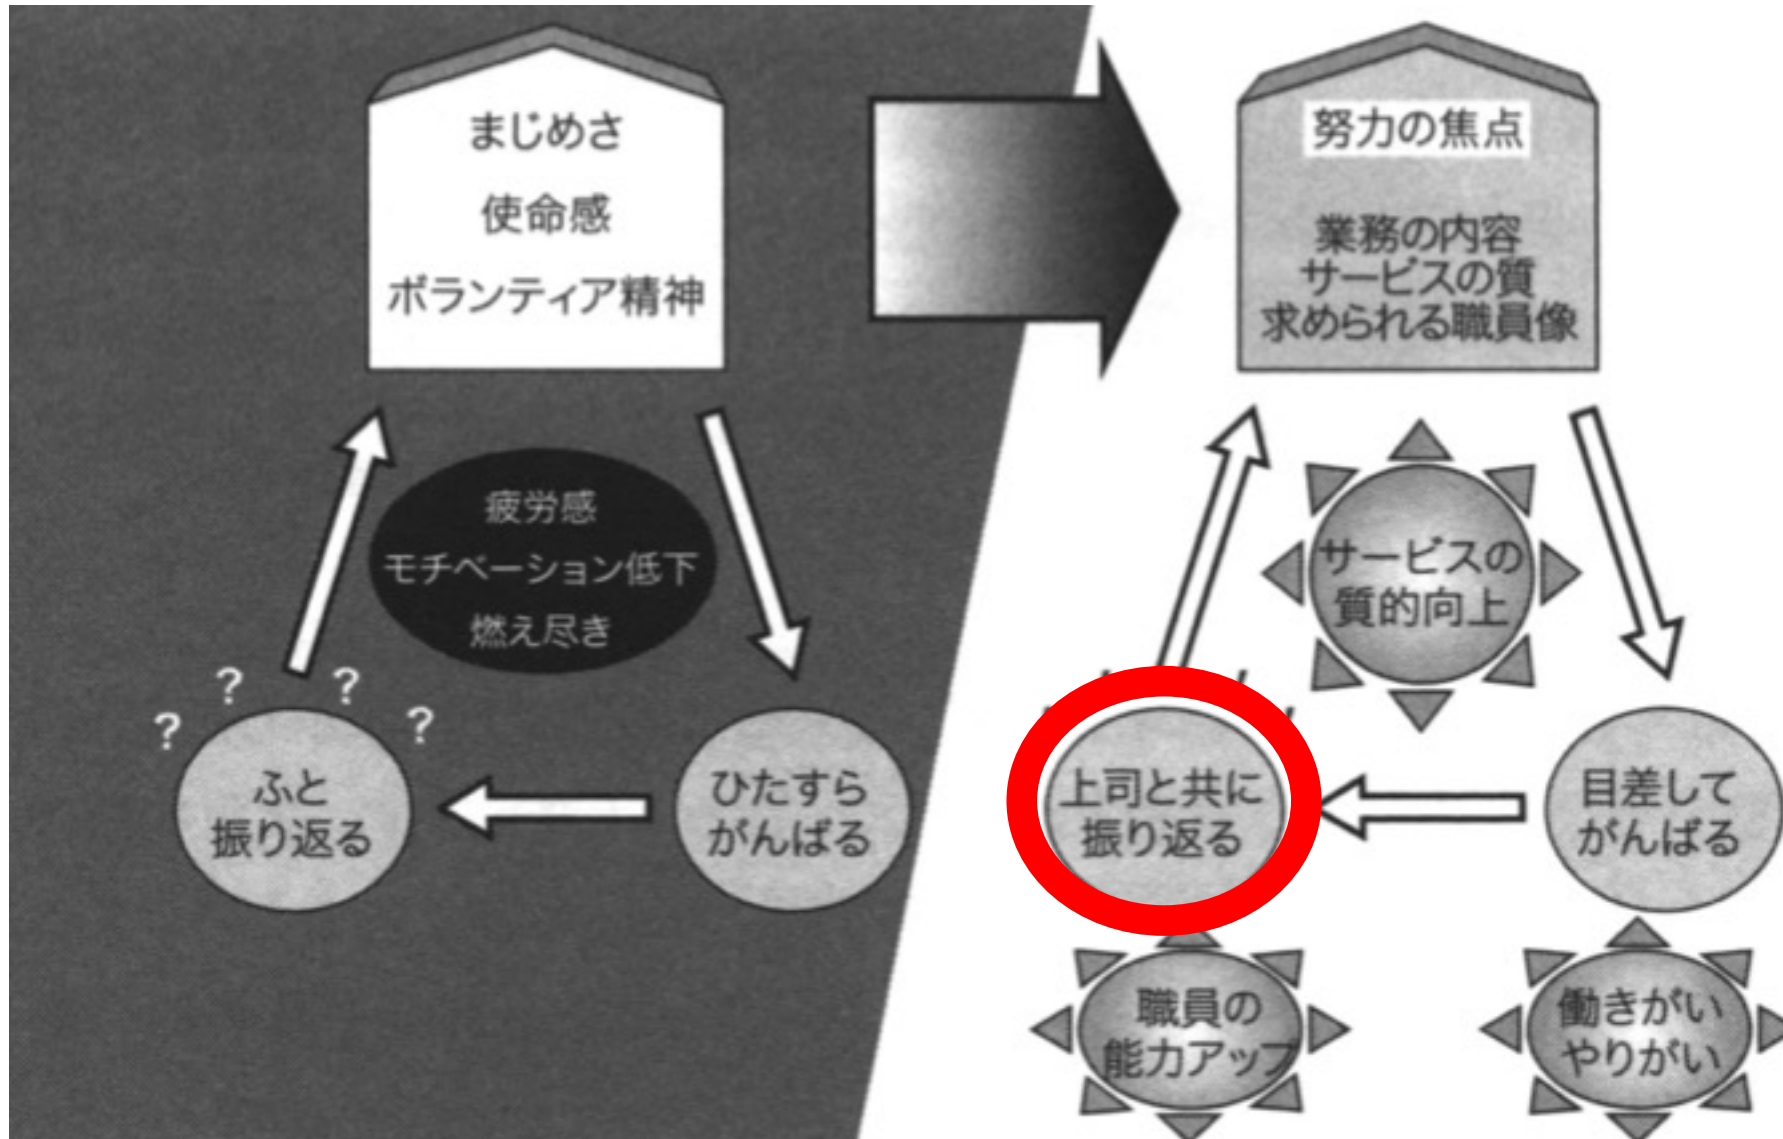 まじめさ
使命感
ボランティア精神
疲労感
モチベーション低下
燃え尽き
?
?
?
?
ふと
振り返る
ひたすら
がんばる
努力の焦点
業務の内容
サービスの質
求められる職員像
サービスの
質的向上
上司と共に
振り返る
目差して
がんばる
職員の
能力アップ
働きがい
やりがい